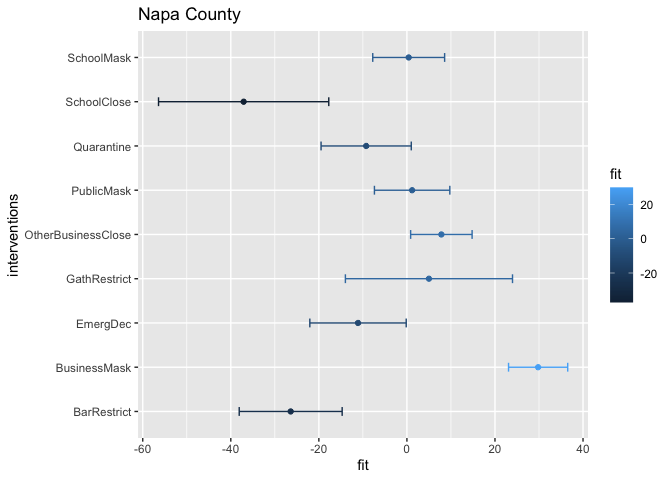 Napa County
interventions
SchoolMask
SchoolClose
Quarantine
PublicMask
OtherBusinessClose
GathRestrict
EmergDec
BusinessMask
BarRestrict
-60 -40 -20 0 20 40
fit
fit
20
0
-20